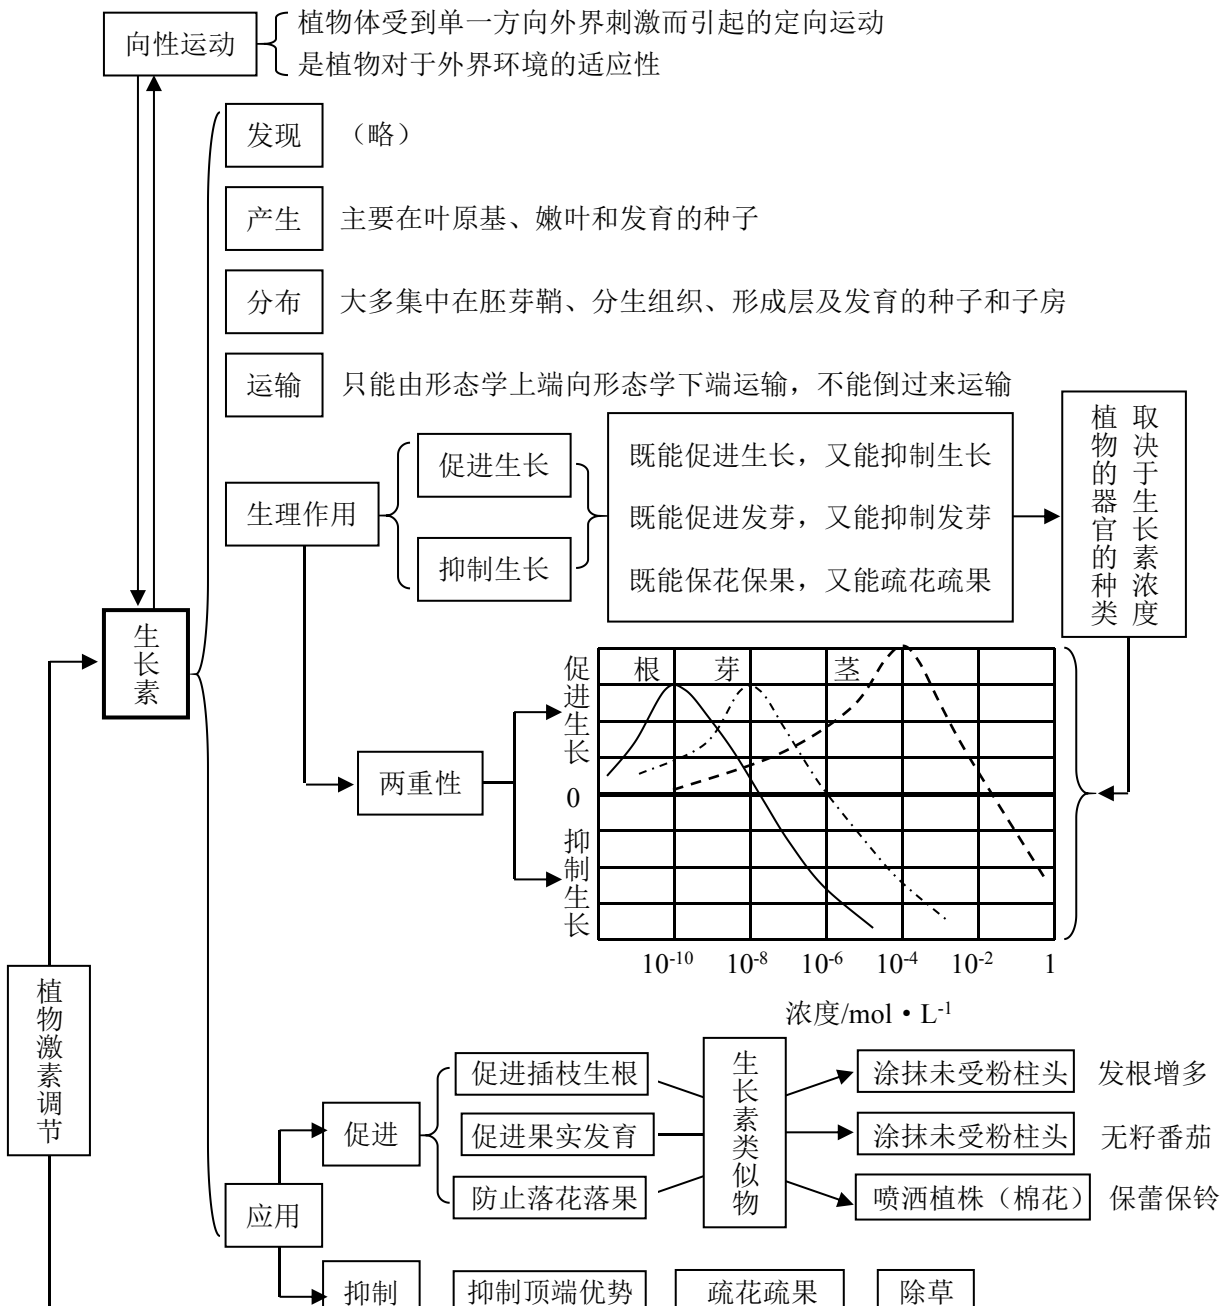 向性运动
植物体受到单一方向外界刺激而引起的定向运动
是植物对于外界环境的适应性
发现
（略）
产生
主要在叶原基、嫩叶和发育的种子
分布
大多集中在胚芽鞘、分生组织、形成层及发育的种子和子房
运输
只能由形态学上端向形态学下端运输，不能倒过来运输
生理作用
促进生长
抑制生长
既能促进生长，又能抑制生长
既能促进发芽，又能抑制发芽
既能保花保果，又能疏花疏果
取决于生长素浓度
植物的器官的种类
生长素
两重性
促进生长
0
抑制生长
根
芽
茎
10-10
10-8
10-6
10-4
10-2
1
浓度/mol·L-1
植物激素调节
应用
促进
促进插枝生根
促进果实发育
防止落花落果
生长素类似物
涂抹未受粉柱头
发根增多
涂抹未受粉柱头
无籽番茄
喷洒植株（棉花）
保蕾保铃
抑制
抑制顶端优势
疏花疏果
除草